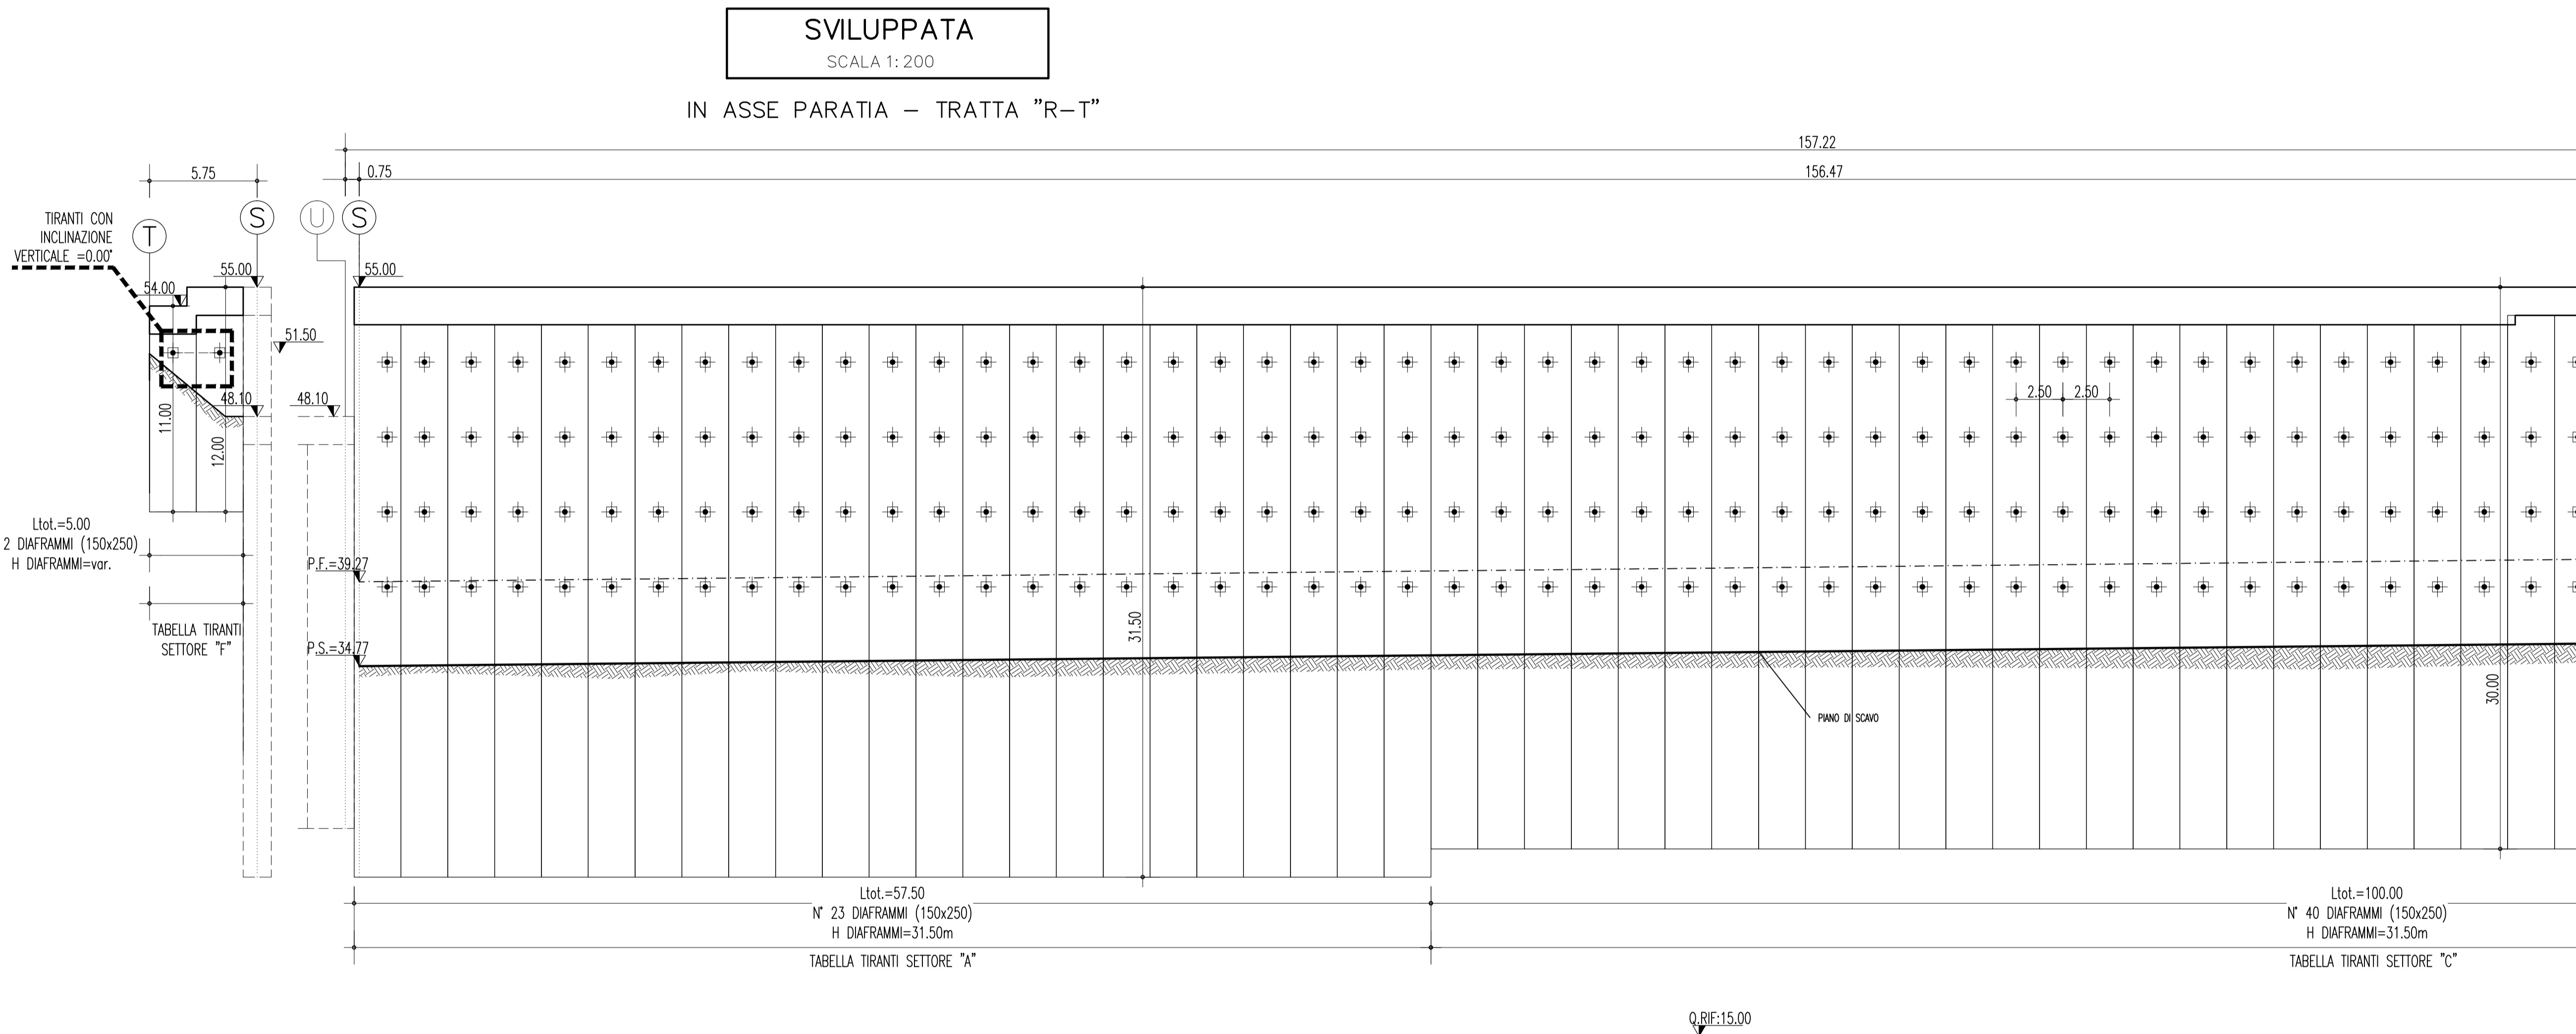 SVILUPPATA
SCALA 1:200
IN ASSE PARATIA – TRATTA "R–T"
157.22
5.75
0.75
156.47
TIRANTI CON
INCLINAZIONE
VERTICALE =0.00°
T
S
U
S
54.00
55.00
55.00
51.50
48.10
48.10
11.00
12.00
2.50
2.50
Ltot.=5.00
2 DIAFRAMMI (150x250)
H DIAFRAMMI=var.
TABELLA TIRANTI
SETTORE "F"
P.F.=39.27
P.S.=34.77
31.50
30.00
PIANO DI SCAVO
Ltot.=57.50
N° 23 DIAFRAMMI (150x250)
H DIAFRAMMI=31.50m
TABELLA TIRANTI SETTORE "A"
Ltot.=100.00
N° 40 DIAFRAMMI (150x250)
H DIAFRAMMI=31.50m
TABELLA TIRANTI SETTORE "C"
Q.RIF:15.00